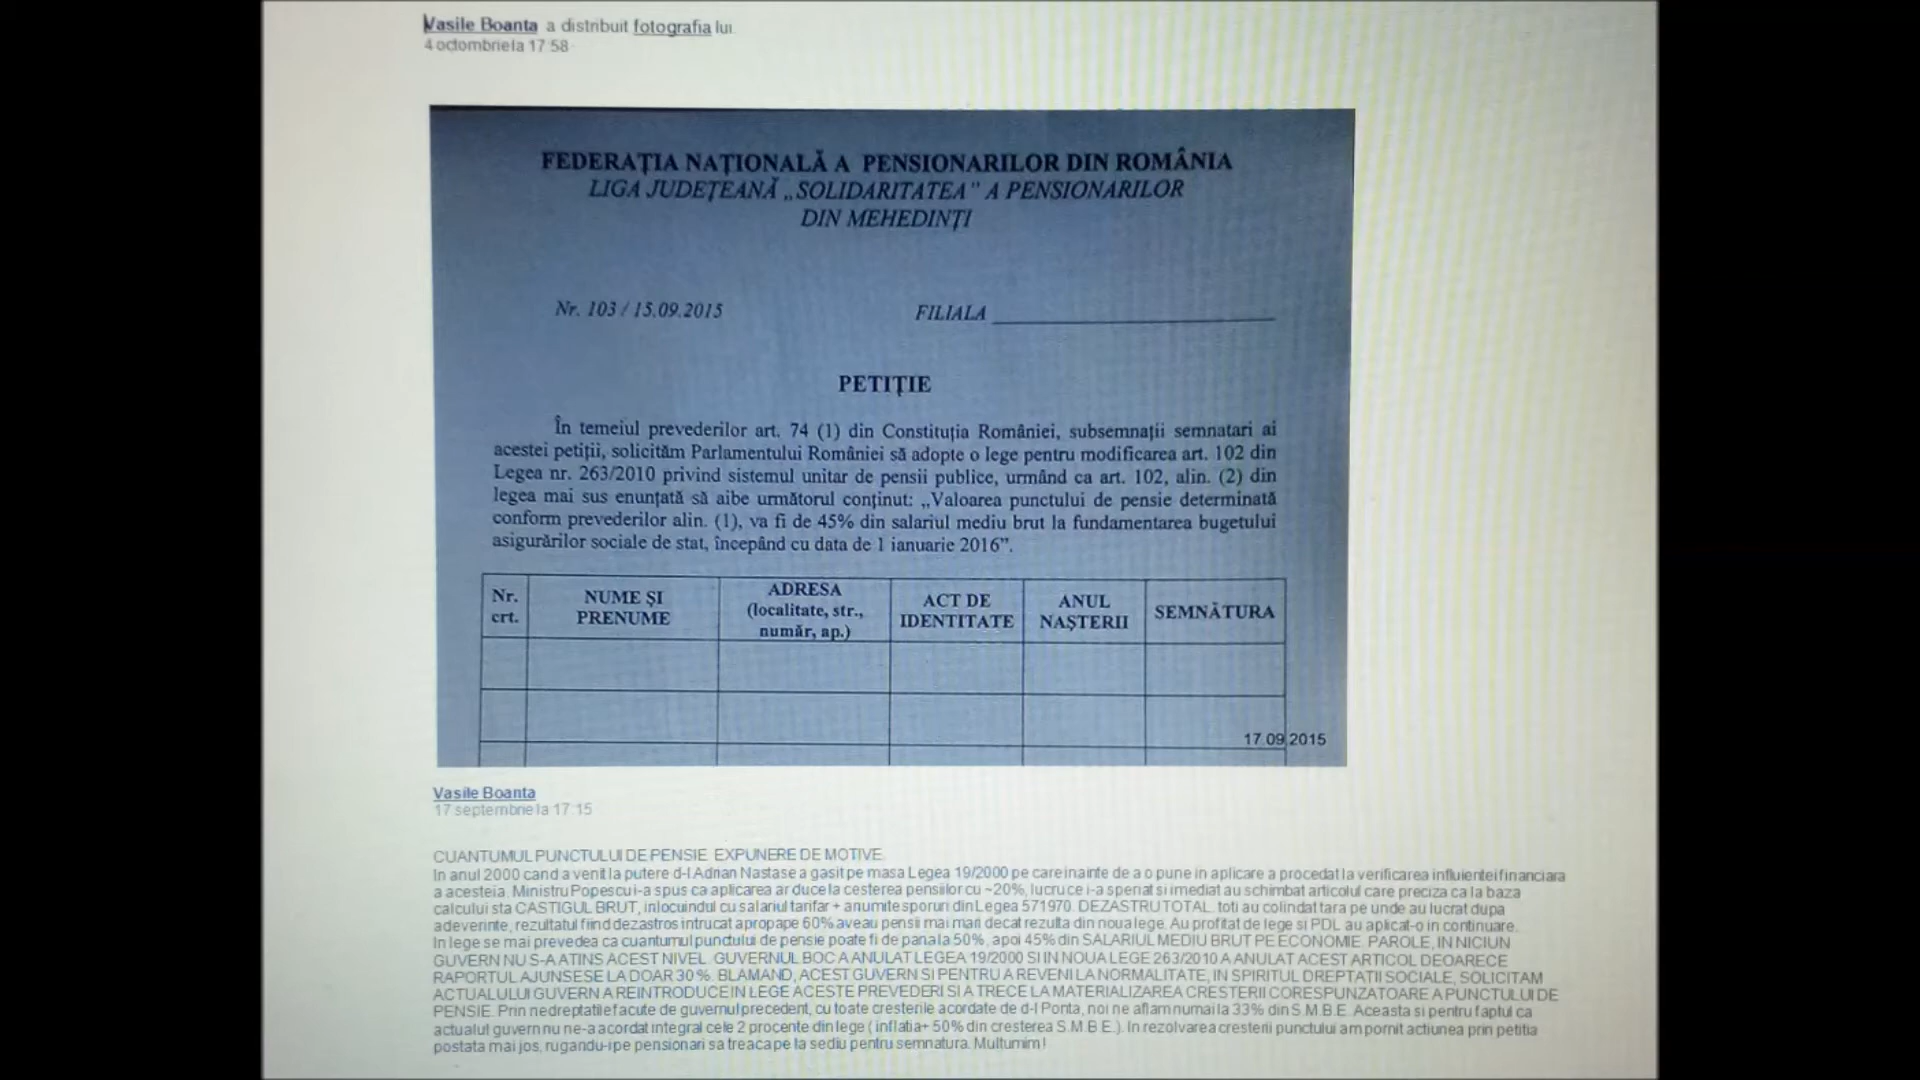 Vasile Boanta a distribuit fotografia lui
4 octombrie la 17:58
FEDERAȚIA NAȚIONALĂ A PENSIONARILOR DIN ROMÂNIA
LIGA JUDEȚEANĂ „SOLIDARITATEA" A PENSIONARILOR
DIN MEHEDINȚI
Nr. 103 / 15.09.2015 FILIALA
PETIȚIE
În temeiul prevederilor art. 74 (1) din Constituția României, subsemnații semnatari ai
acestei petiții, solicităm Parlamentului României să adopte o lege pentru modificarea art. 102 din
Legea nr. 263/2010 privind sistemul unitar de pensii publice, urmând ca art. 102, alin. (2) din
legea mai sus enunțată să aibe următorul conținut: „Valoarea punctului de pensie determinată
conform prevederilor alin. (1), va fi de 45% din salariul mediu brut la fundamentarea bugetului
asigurărilor sociale de stat, începând cu data de 1 ianuarie 2016”.
Nr. crt. NUME ȘI PRENUME ADRESA (localitate, str., număr, ap.) ACT DE IDENTITATE ANUL NAȘTERII SEMNĂTURA
17.09.2015
Vasile Boanta
17 septembrie la 17:15
CUANTUMUL PUNCTULUI DE PENSIE. EXPUNERE DE MOTIVE.
In anul 2000 cand a venit la putere d-l Adrian Nastase a gasit pe masa Legea 19/2000 pe care inainte de a o pune in aplicare a procedat la verificarea influientei financiara
a acesteia. Ministru Popescu i-a spus ca aplicarea ar duce la cesterea pensiilor cu ~20%, lucru ce i-a speriat si imediat au schimbat articolul care preciza ca la baza
calcului sta CASTIGUL BRUT, inlocuindul cu salariul tarifar + anumite sporuri din Legea 571970. DEZASTRU TOTAL. toti au colindat tara pe unde au lucrat dupa
adeverinte, rezultatul fiind dezastros intrucat apropape 60% aveau pensii mai mari decat rezulta din noua lege. Au profitat de lege si PDL au aplicat-o in continuare.
In lege se mai prevedea ca cuantumul punctului de pensie poate fi de pana la 50%, apoi 45% din SALARIUL MEDIU BRUT PE ECONOMIE. PAROLE, IN NICIUN
GUVERN NU S-A ATINS ACEST NIVEL. GUVERNUL BOC A ANULAT LEGEA 19/2000 SI IN NOUA LEGE 263/2010 A ANULAT ACEST ARTICOL DEOARECE
RAPORTUL AJUNSESE LA DOAR 30%. BLAMAND, ACEST GUVERN SI PENTRU A REVENI LA NORMALITATE, IN SPIRITUL DREPTATII SOCIALE, SOLICITAM
ACTUALULUI GUVERN A REINTRODUCE IN LEGE ACESTE PREVEDERI SI A TRECE LA MATERIALIZAREA CRESTERII CORESPUNZATOARE A PUNCTULUI DE
PENSIE. Prin nedreptatile facute de guvernul precedent, cu toate cresterile acordate de d-l Ponta, noi ne aflam numai la 33% din S.M.B.E. Aceasta si pentru faptul ca
actualul guvern nu ne-a acordat integral cele 2 procente din lege ( inflatia+ 50% din cresterea S.M.B.E.). In rezolvarea cresterii punctului am pornit actiunea prin petitia
postata mai jos, rugandu-i pe pensionari sa treaca pe la sediu pentru semnatura. Multumim!